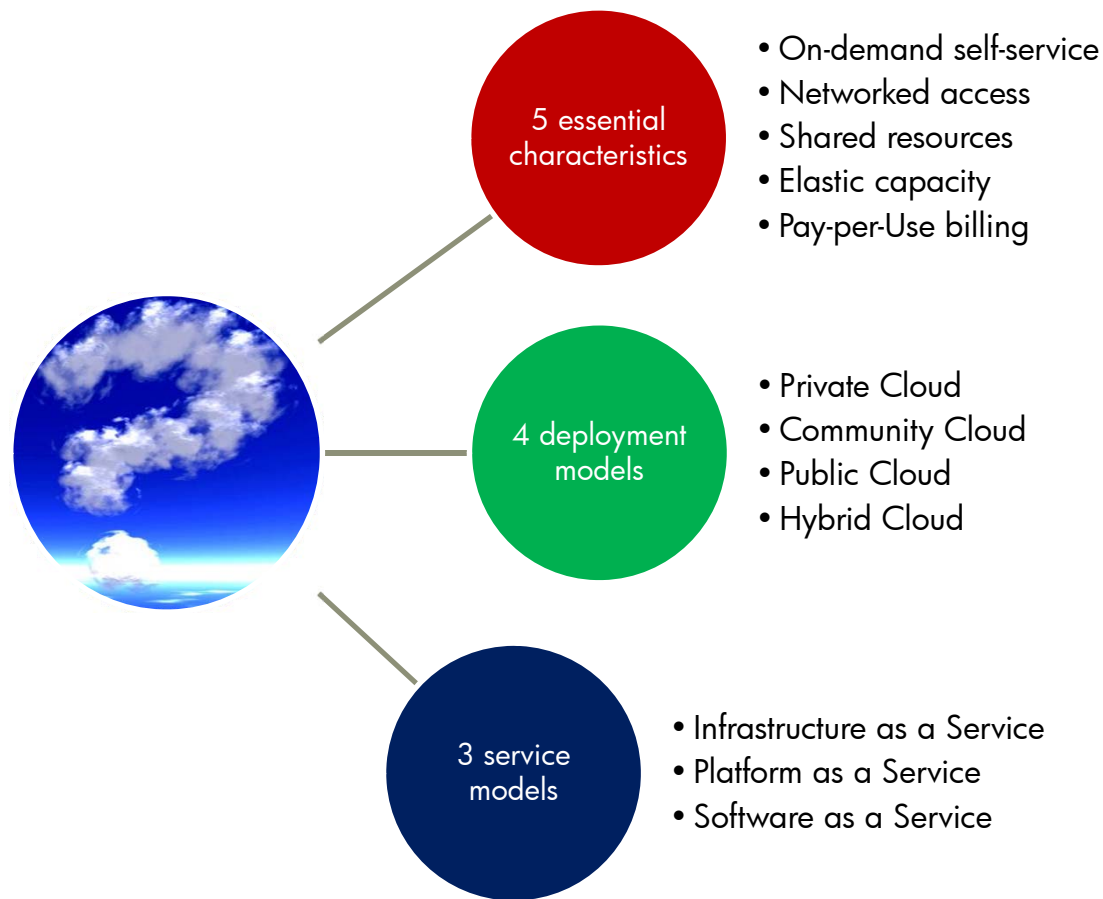 5 essential
characteristics
• On-demand self-service
• Networked access
• Shared resources
• Elastic capacity
• Pay-per-Use billing
4 deployment
models
• Private Cloud
• Community Cloud
• Public Cloud
• Hybrid Cloud
3 service
models
• Infrastructure as a Service
• Platform as a Service
• Software as a Service